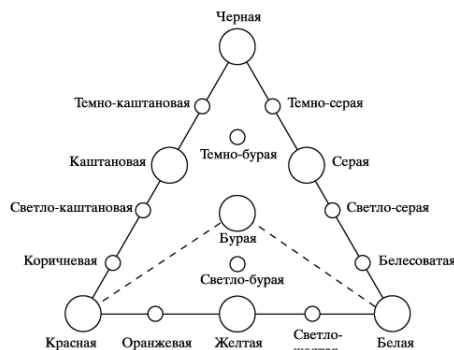 Черная
Темно-каштановая
Темно-серая
Темно-бурая
Каштановая
Серая
Светло-каштановая
Светло-серая
Бурая
Коричневая
Светло-бурая
Белесоватая
Светло-
Красная
Оранжевая
Желтая
Белая